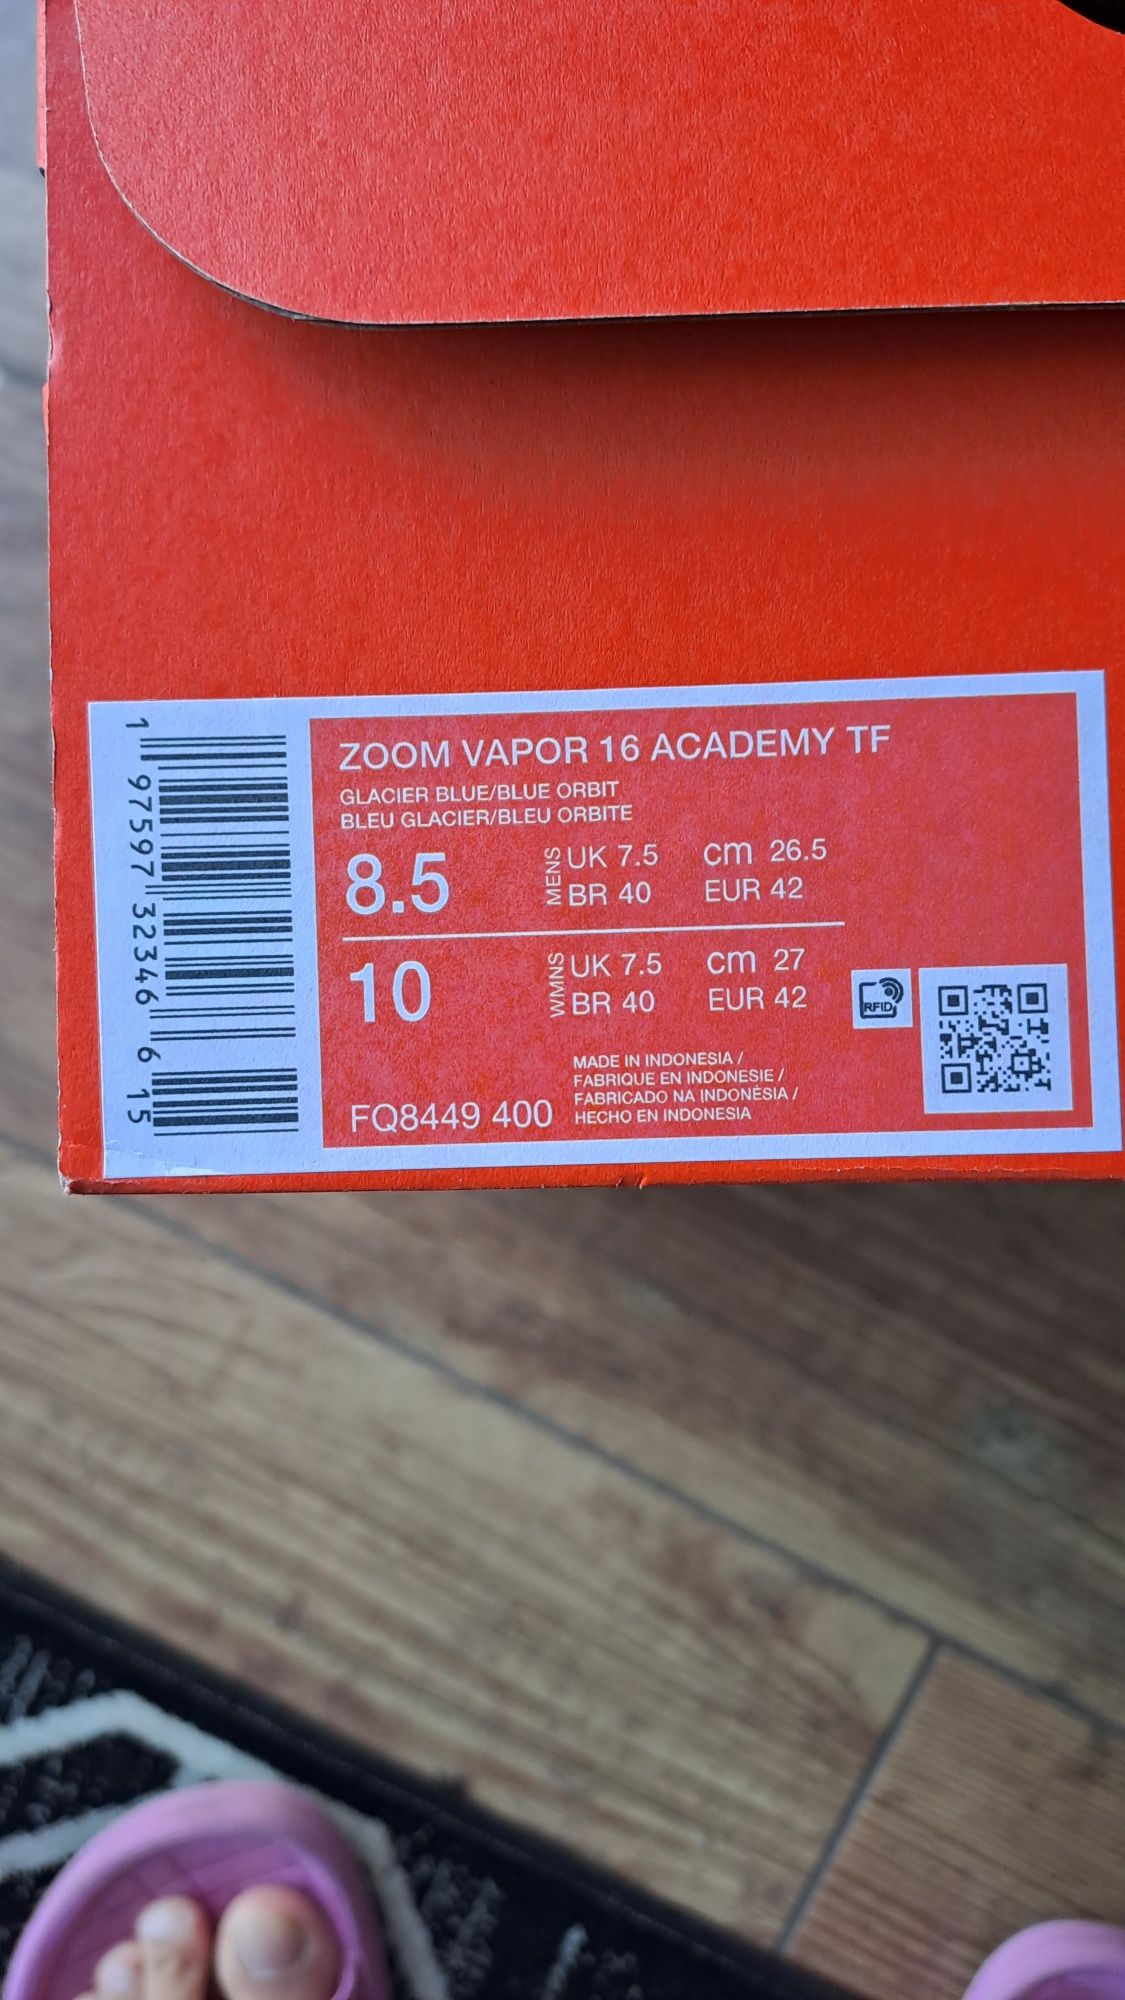 ZOOM VAPOR 16 ACADEMY TF
GLACIER BLUE/BLUE ORBIT
BLEU GLACIER/BLEU ORBITE
8.5 MENS UK 7.5 cm 26.5
BR 40 EUR 42
10 WMNS UK 7.5 cm 27
BR 40 EUR 42
RFID
MADE IN INDONESIA /
FABRIQUE EN INDONESIE /
FABRICADO NA INDONÉSIA /
HECHO EN INDONESIA
FQ8449 400
1 97597 32346 6 15